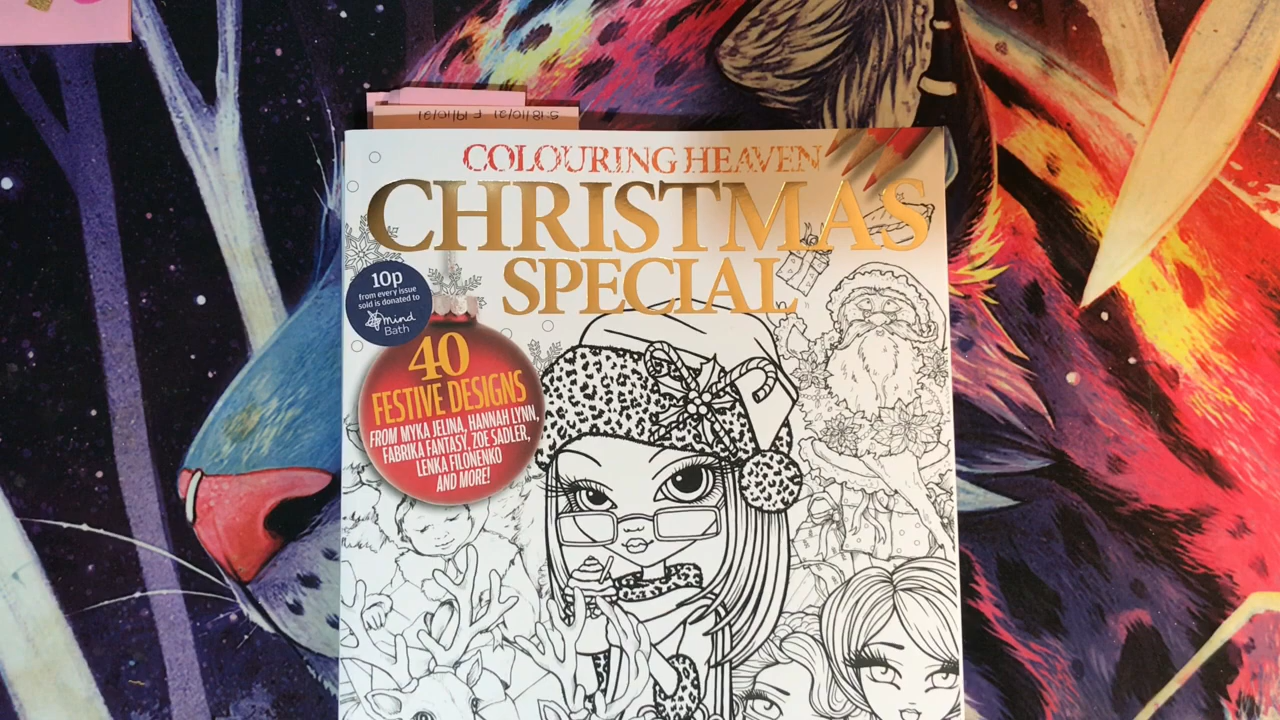 COLOURING HEAVEN
CHRISTMAS
SPECIAL
10p
from every issue
sold is donated to
mind
Bath
40
FESTIVE DESIGNS
FROM MYKA JELINA, HANNAH LYNN,
FABRIKA FANTASY, ZOE SADLER,
LENKA FILONENKO
AND MORE!